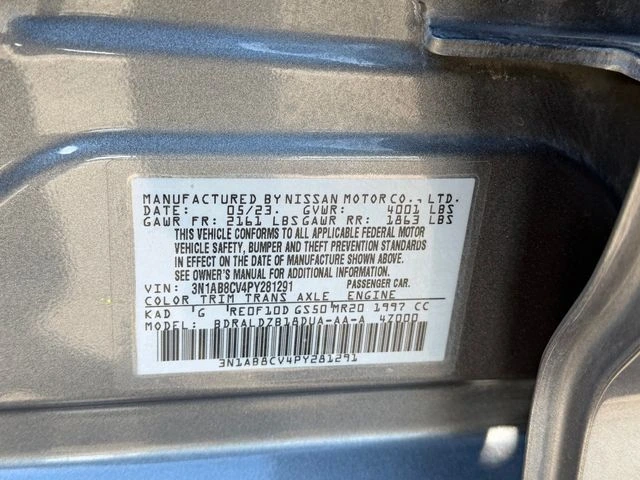 MANUFACTURED BY NISSAN MOTOR CO., LTD.
DATE: 05/23. GVWR: 4001 LBS
GAWR FR: 2161 LBS GAWR RR: 1863 LBS
THIS VEHICLE CONFORMS TO ALL APPLICABLE FEDERAL MOTOR
VEHICLE SAFETY, BUMPER AND THEFT PREVENTION STANDARDS
IN EFFECT ON THE DATE OF MANUFACTURE SHOWN ABOVE.
SEE OWNER'S MANUAL FOR ADDITIONAL INFORMATION.
VIN: 3N1AB8CV4PY281291 PASSENGER CAR.
COLOR TRIM TRANS AXLE ENGINE
KAD G RE0F10D GS50 MR20 1997 CC
BDRALDZB18DUA-AA-A 47000
3N1AB8CV4PY281291